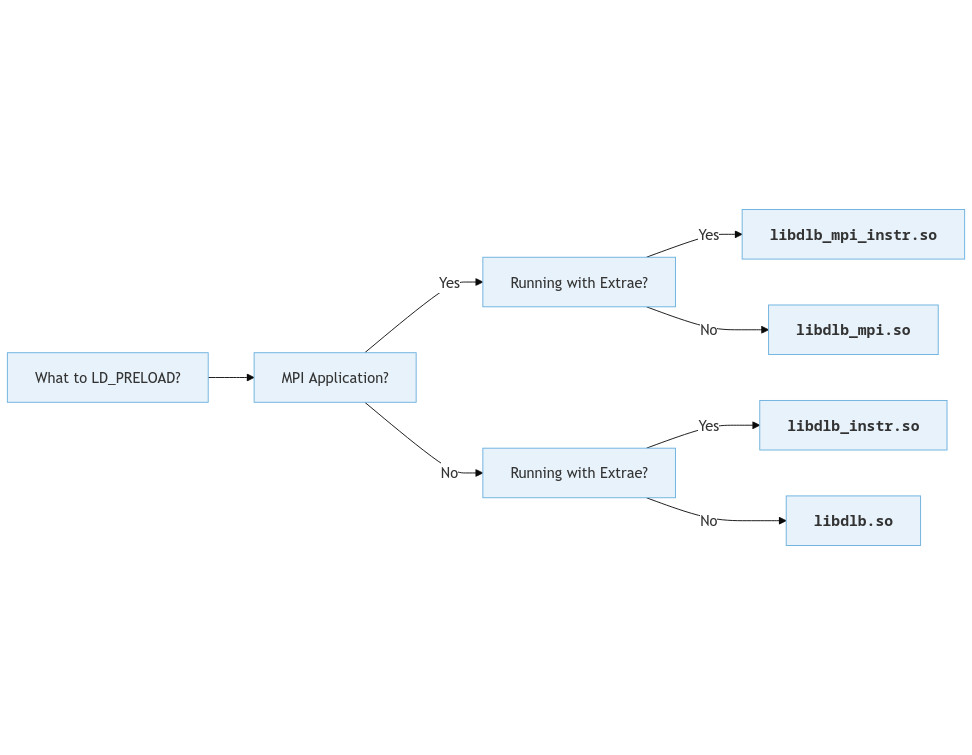 What to LD_PRELOAD?
MPI Application?
Yes
Running with Extrae?
Yes
libdlb_mpi_instr.so
No
libdlb_mpi.so
No
Running with Extrae?
Yes
libdlb_instr.so
No
libdlb.so